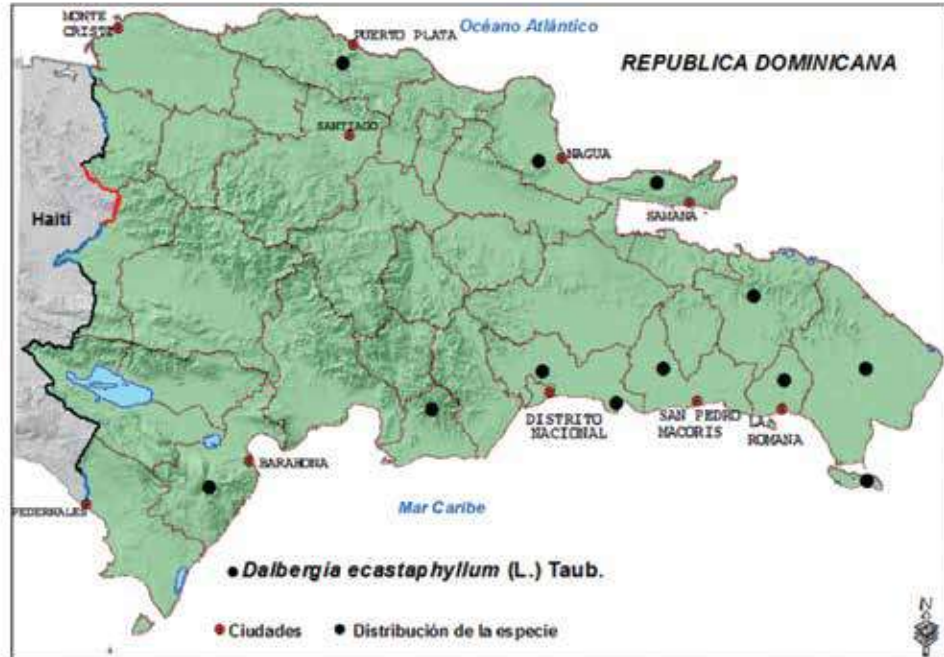 MONTE
CRISTI
PUERTO PLATA
Océano Atlántico
REPUBLICA DOMINICANA
SANTIAGO
NAGUA
SAMANA
Haití
DISTRITO
NACIONAL
SAN PEDRO
MACORIS
LA
ROMANA
BARAHONA
PEDERNALES
Mar Caribe
Dalbergia ecastaphyllum (L.) Taub.
Ciudades
Distribución de la especie
N